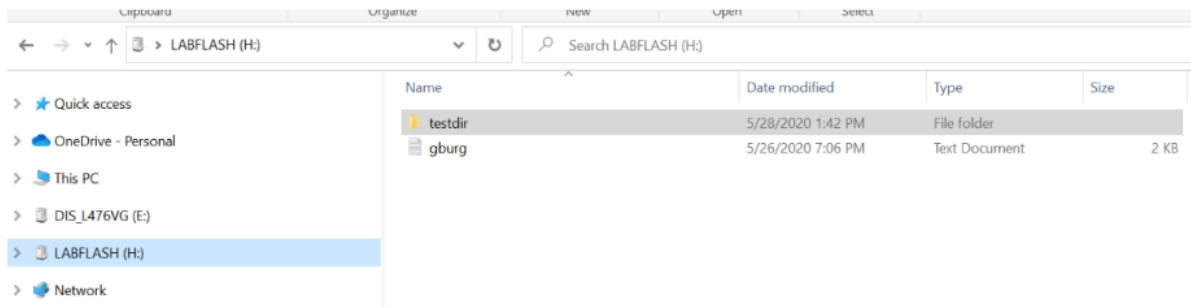 Clipboard Organize New Open Select
LABFLASH (H:) Search LABFLASH (H:)
Name Date modified Type Size
Quick access
testdir 5/28/2020 1:42 PM File folder
OneDrive - Personal
gburg 5/26/2020 7:06 PM Text Document 2 KB
This PC
DIS_L476VG (E:)
LABFLASH (H:)
Network